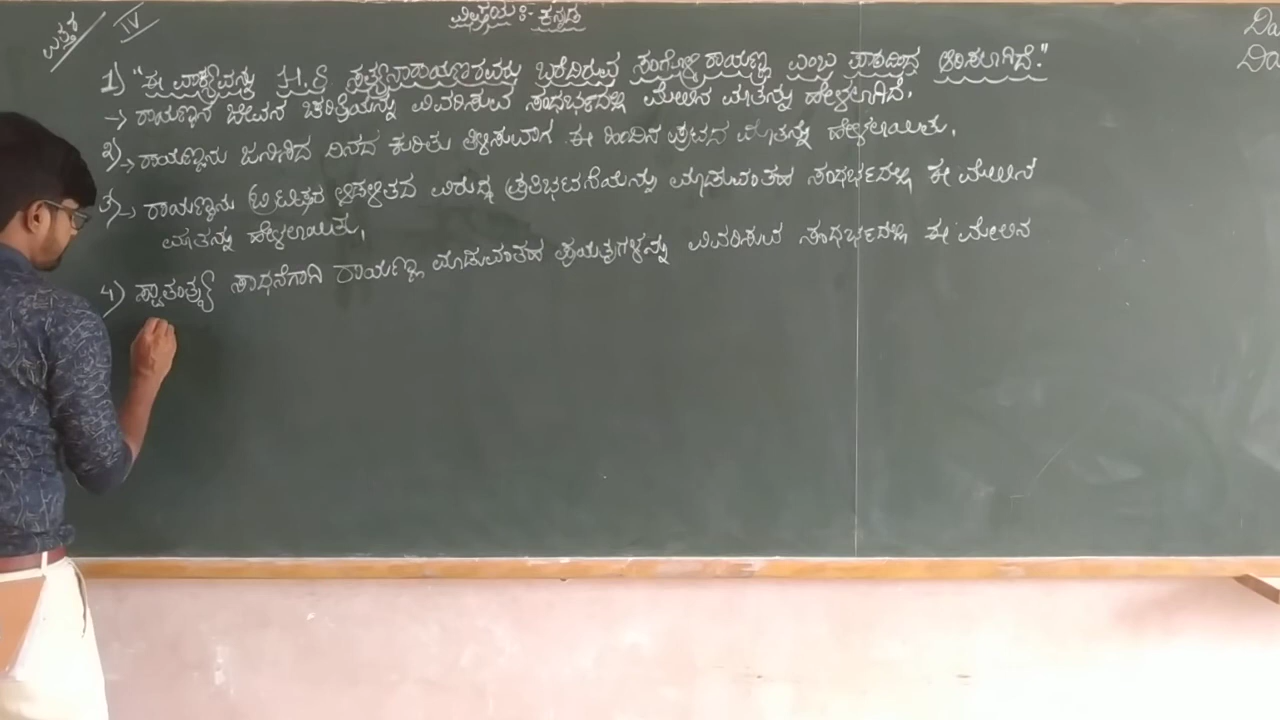 ವಿಷಯ:- ಕನ್ನಡ
ಉತ್ತರ
IV
1) "ಈ ವಾಕ್ಯವನ್ನು ಹೆಚ್.ಎಸ್. ಸತ್ಯನಾರಾಯಣರವರು ಬರೆದಿರುವ ಸಂಗೊಳ್ಳಿ ರಾಯಣ್ಣ ಎಂಬ ಪಾಠದಿಂದ ಆರಿಸಲಾಗಿದೆ."
-> ರಾಯಣ್ಣನ ಜೀವನ ಚರಿತ್ರೆಯನ್ನು ವಿವರಿಸುವ ಸಂದರ್ಭದಲ್ಲಿ ಮೇಲಿನ ಮಾತನ್ನು ಹೇಳಲಾಗಿದೆ.
2) -> ರಾಯಣ್ಣನು ಜನಿಸಿದ ದಿನದ ಕುರಿತು ತಿಳಿಸುವಾಗ ಈ ಹಿಂದಿನ ಮಾತನ್ನು ಹೇಳಲಾಯಿತು.
3) -> ರಾಯಣ್ಣನು ಬ್ರಿಟಿಷರ ಆಡಳಿತದ ವಿರುದ್ಧ ಪ್ರತಿಭಟನೆಯನ್ನು ಮಾಡುವಂತಹ ಸಂದರ್ಭದಲ್ಲಿ ಈ ಮೇಲಿನ
ಮಾತನ್ನು ಹೇಳಲಾಯಿತು.
4) ಸ್ವಾತಂತ್ರ್ಯ ಸಾಧನೆಗಾಗಿ ರಾಯಣ್ಣ ಮಾಡುವಂತಹ ಪ್ರಯತ್ನಗಳನ್ನು ವಿವರಿಸುವ ಸಂದರ್ಭದಲ್ಲಿ ಈ ಮೇಲಿನ